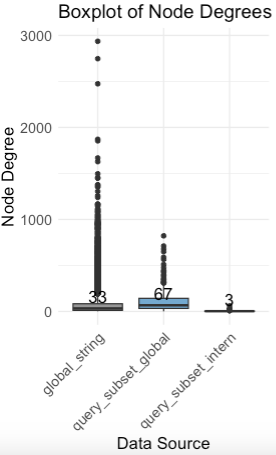 Boxplot of Node Degrees
3000
2000
1000
0
Node Degree
33
67
3
global_string
query_subset_global
query_subset_intern
Data Source